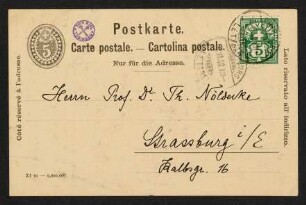 Postkarte.
Carte postale. — Cartolina postale.
Nur für die Adresse.
5
HELVETIA
5
Côté réservé à l'adresse.
Lato riservato all' indirizzo.
Herrn Prof. Dr. Th. Nöldeke
Strassburg i/E
Kalbsg. 16